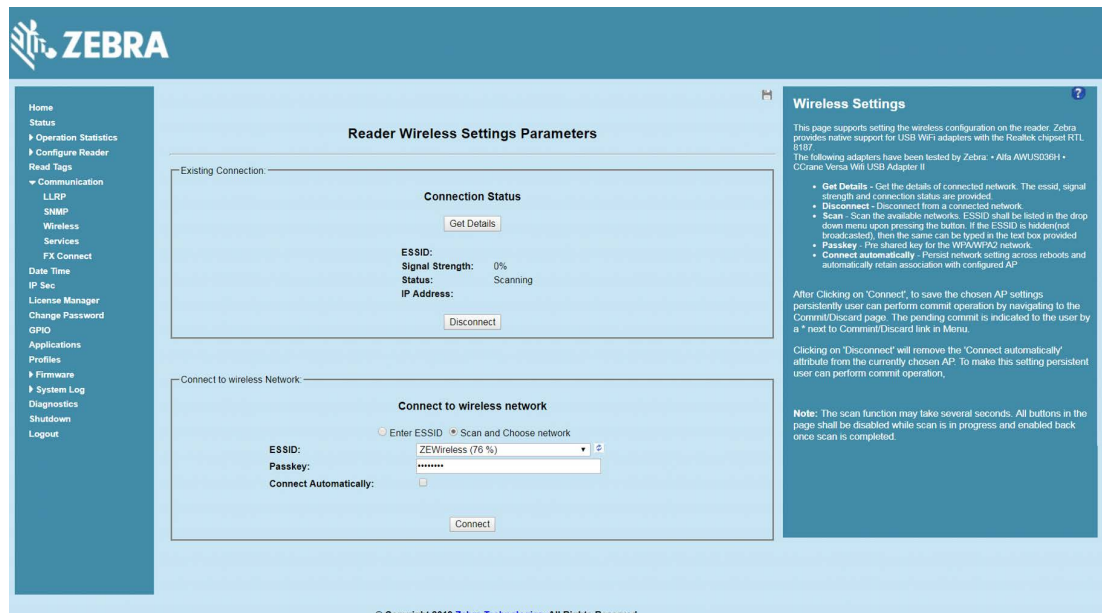 ZEBRA
Home
Status
Operation Statistics
Configure Reader
Read Tags
Communication
LLRP
SNMP
Wireless
Services
FX Connect
Date Time
IP Sec
License Manager
Change Password
GPIO
Applications
Profiles
Firmware
System Log
Diagnostics
Shutdown
Logout
Reader Wireless Settings Parameters
Existing Connection:
Connection Status
Get Details
ESSID:
Signal Strength: 0%
Status: Scanning
IP Address:
Disconnect
Connect to wireless Network:
Connect to wireless network
Enter ESSID Scan and Choose network
ESSID: ZEWireless (76 %)
Passkey: ••••••••
Connect Automatically:
Connect
?
Wireless Settings
This page supports setting the wireless configuration on the reader. Zebra
provides native support for USB WiFi adapters with the Realtek chipset RTL
8187.
The following adapters have been tested by Zebra: • Alfa AWUS036H •
CCrane Versa Wifi USB Adapter II
• Get Details - Get the details of connected network. The essid, signal
strength and connection status are provided.
• Disconnect - Disconnect from a connected network.
• Scan - Scan the available networks. ESSID shall be listed in the drop
down menu upon pressing the button. If the ESSID is hidden(not
broadcasted), then the same can be typed in the text box provided
• Passkey - Pre shared key for the WPA/WPA2 network.
• Connect automatically - Persist network setting across reboots and
automatically retain association with configured AP
After Clicking on 'Connect', to save the chosen AP settings
persistently user can perform commit operation by navigating to the
Commit/Discard page. The pending commit is indicated to the user by
a * next to Commint/Discard link in Menu.
Clicking on 'Disconnect' will remove the 'Connect automatically'
attribute from the currently chosen AP. To make this setting persistent
user can perform commit operation,
Note: The scan function may take several seconds. All buttons in the
page shall be disabled while scan is in progress and enabled back
once scan is completed.